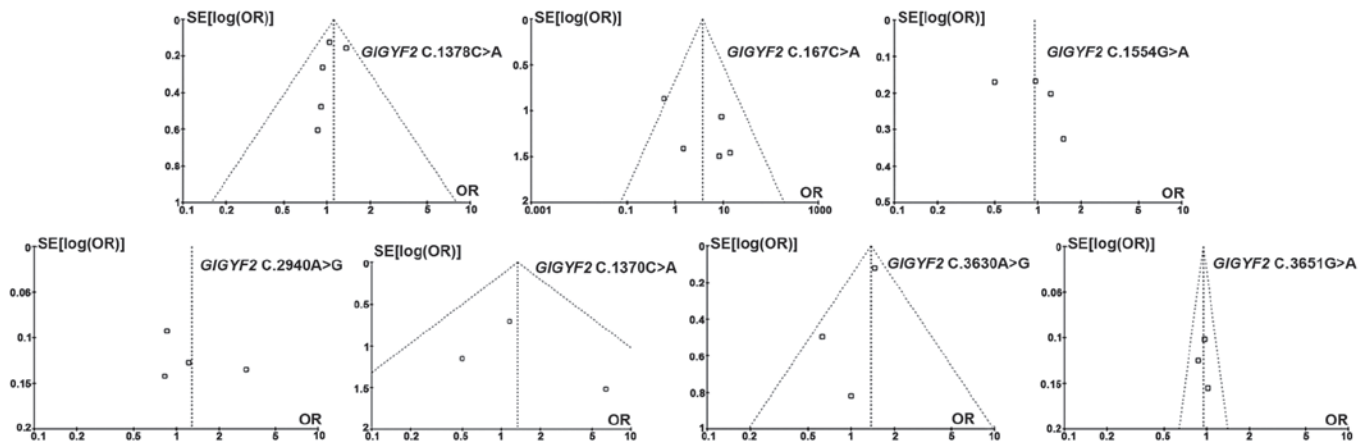 SE[log(OR)]
0
0.2
0.4
0.6
0.8
1
GIGYF2 C.1378C>A
OR
0.1 0.2 1 2 5 10
SE[log(OR)]
0
0.5
1
1.5
2
GIGYF2 C.167C>A
OR
0.001 0.1 1 10 1000
SE[log(OR)]
0
0.1
0.2
0.3
0.4
0.5
GIGYF2 C.1554G>A
OR
0.1 0.2 0.5 1 2 5 10
SE[log(OR)]
0
0.06
0.1
0.15
0.2
GIGYF2 C.2940A>G
OR
0.1 0.2 0.5 1 2 5 10
SE[log(OR)]
0
0.5
1
1.5
2.0
GIGYF2 C.1370C>A
OR
0.1 0.2 0.5 1 2 5 10
SE[log(OR)]
0
0.2
0.4
0.6
0.8
1
GIGYF2 C.3630A>G
OR
0.1 0.2 0.5 1 2 5 10
SE[log(OR)]
0
0.05
0.1
0.15
0.2
GIGYF2 C.3651G>A
OR
0.1 0.2 0.5 1 2 5 10